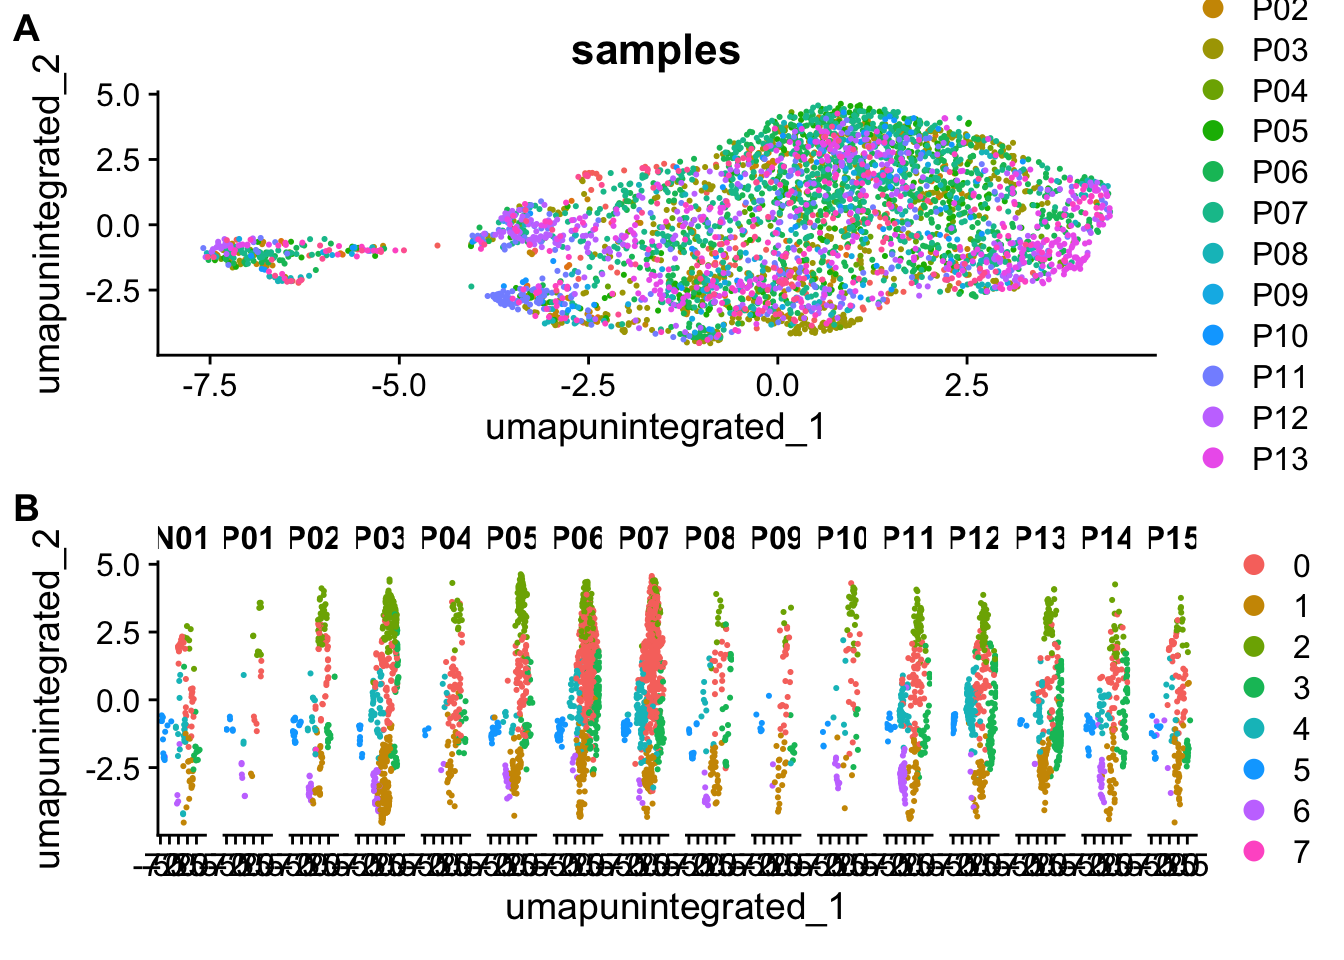 A
samples
umapunintegrated_2
5.0
2.5
0.0
-2.5
-7.5
-5.0
-2.5
0.0
2.5
umapunintegrated_1
P02
P03
P04
P05
P06
P07
P08
P09
P10
P11
P12
P13
B
N01 P01 P02 P03 P04 P05 P06 P07 P08 P09 P10 P11 P12 P13 P14 P15
umapunintegrated_2
5.0
2.5
0.0
-2.5
umapunintegrated_1
0
1
2
3
4
5
6
7